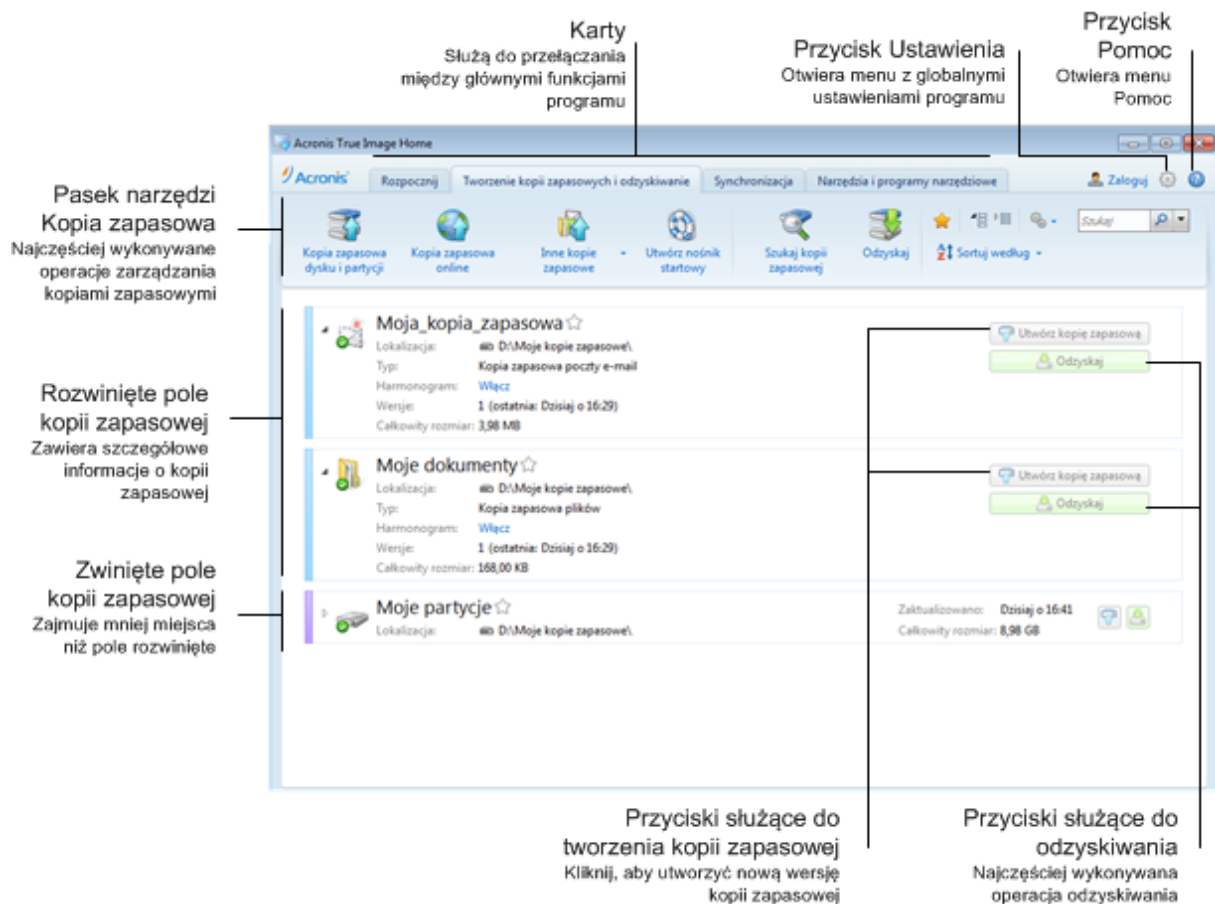 Karty
Służą do przełączania
między głównymi funkcjami
programu
Przycisk Ustawienia
Otwiera menu z globalnymi
ustawieniami programu
Przycisk
Pomoc
Otwiera menu
Pomoc
Pasek narzędzi
Kopia zapasowa
Najczęściej wykonywane
operacje zarządzania
kopiami zapasowymi
Rozwinięte pole
kopii zapasowej
Zawiera szczegółowe
informacje o kopii
zapasowej
Zwinięte pole
kopii zapasowej
Zajmuje mniej miejsca
niż pole rozwinięte
Acronis True Image Home
Acronis Rozpocznij Tworzenie kopii zapasowych i odzyskiwanie Synchronizacja Narzędzia i programy narzędziowe Zaloguj
Kopia zapasowa
dysku i partycji
Kopia zapasowa
online
Inne kopie
zapasowe
Utwórz nośnik
startowy
Szukaj kopii
zapasowej
Odzyskaj
Szukaj
Sortuj według
Moja_kopia_zapasowa
Lokalizacja: D:\Moje kopie zapasowe\
Typ: Kopia zapasowa poczty e-mail
Harmonogram: Włącz
Wersje: 1 (ostatnia: Dzisiaj o 16:29)
Całkowity rozmiar: 3,98 MB
Utwórz kopię zapasową
Odzyskaj
Moje dokumenty
Lokalizacja: D:\Moje kopie zapasowe\
Typ: Kopia zapasowa plików
Harmonogram: Włącz
Wersje: 1 (ostatnia: Dzisiaj o 16:29)
Całkowity rozmiar: 168,00 KB
Utwórz kopię zapasową
Odzyskaj
Moje partycje
Lokalizacja: D:\Moje kopie zapasowe\
Zaktualizowano: Dzisiaj o 16:41
Całkowity rozmiar: 8,98 GB
Przyciski służące do
tworzenia kopii zapasowej
Kliknij, aby utworzyć nową wersję
kopii zapasowej
Przyciski służące do
odzyskiwania
Najczęściej wykonywana
operacja odzyskiwania